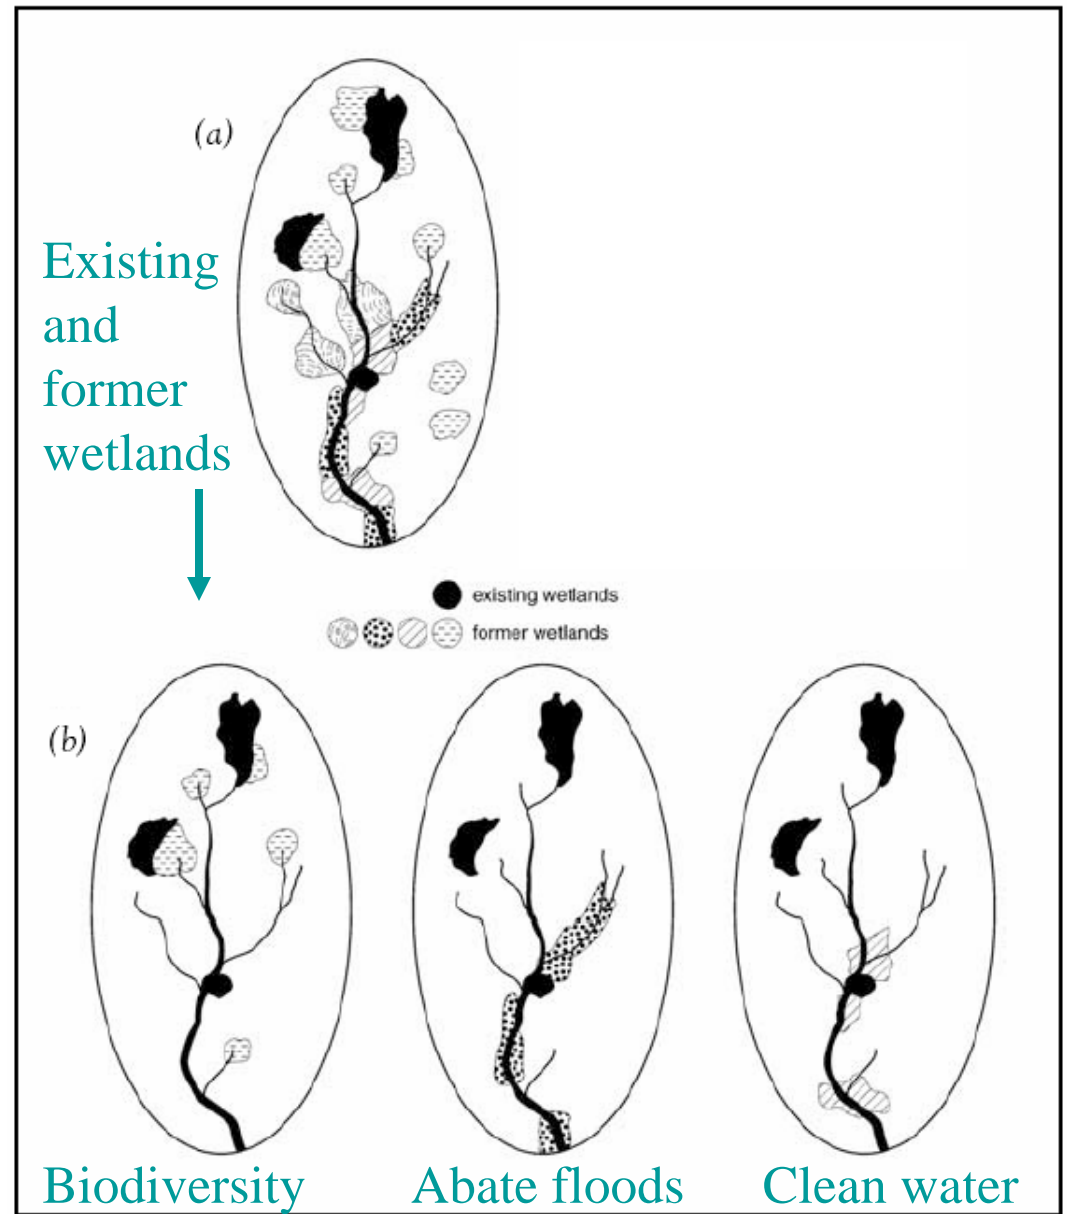 (a)
Existing
and
former
wetlands
existing wetlands
former wetlands
(b)
Biodiversity
Abate floods
Clean water